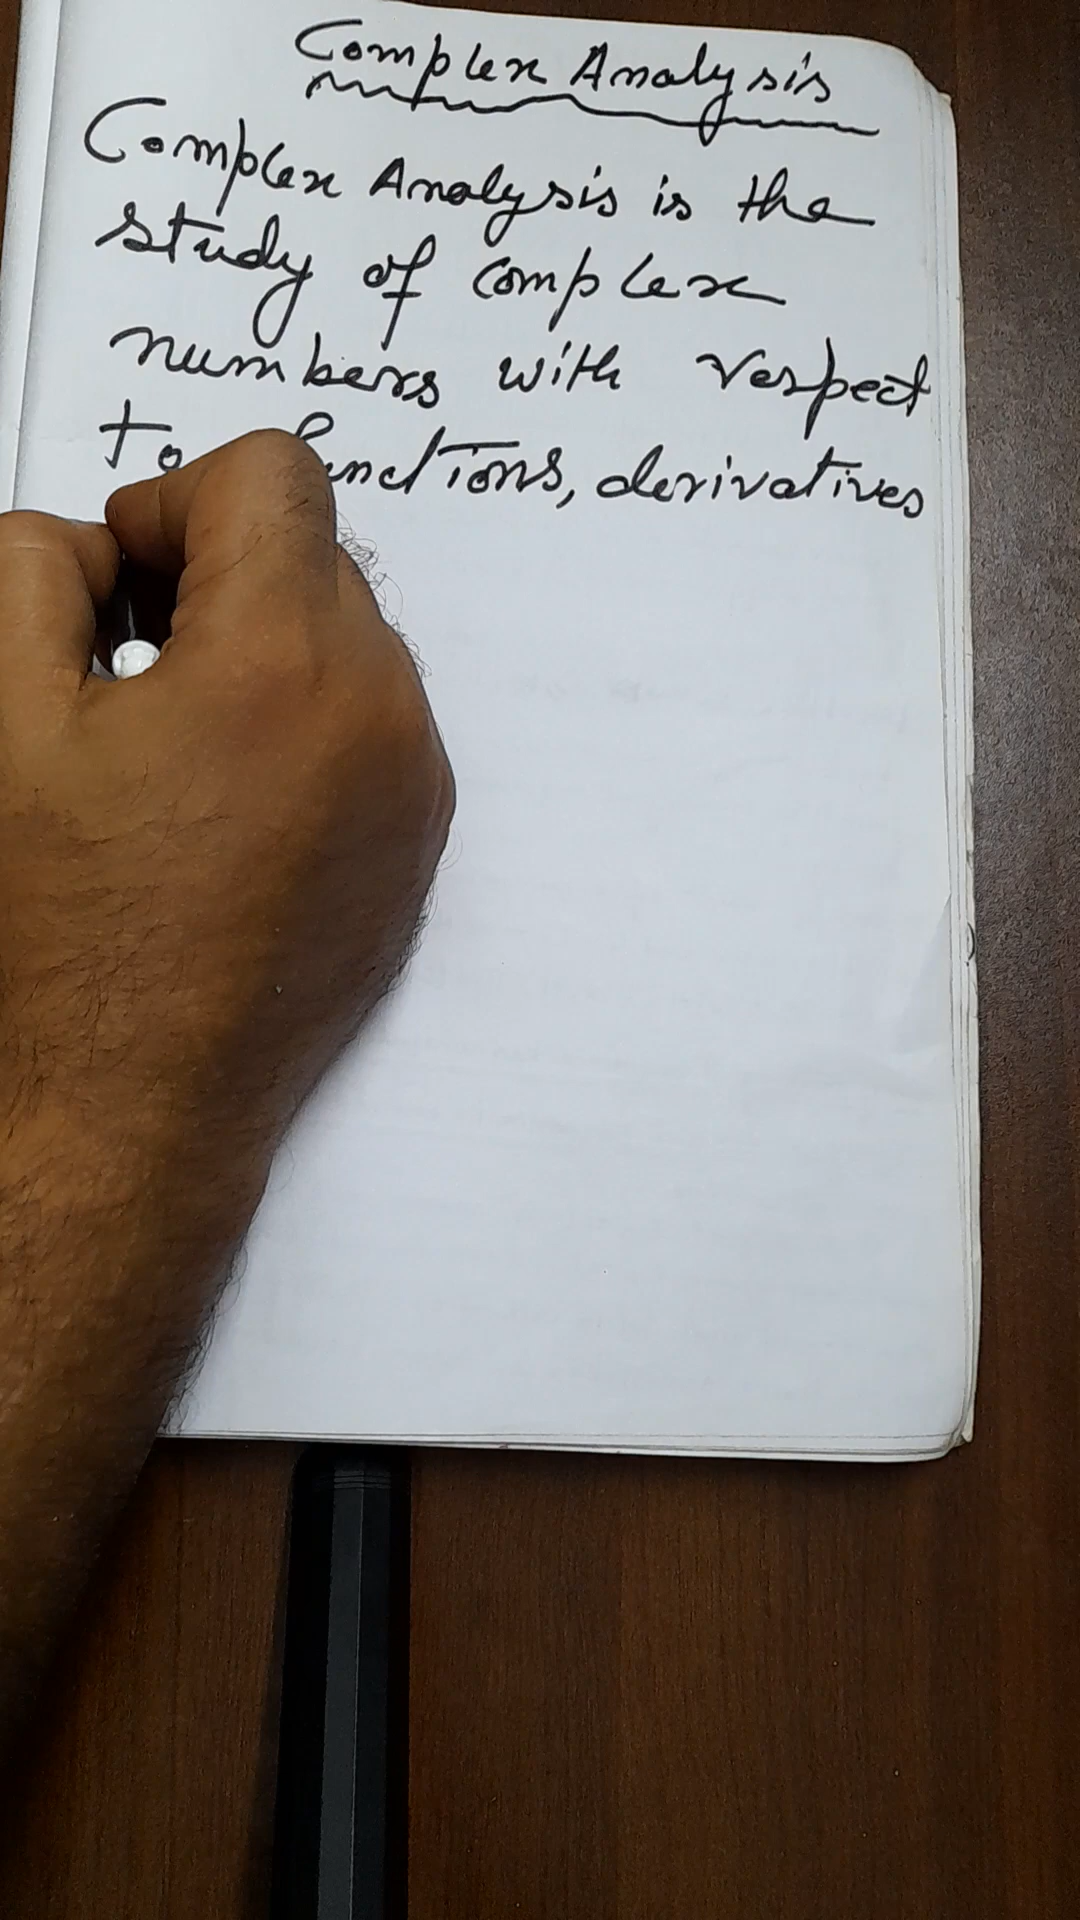 Complex Analysis
Complex Analysis is the
study of complex
numbers with respect
to functions, derivatives